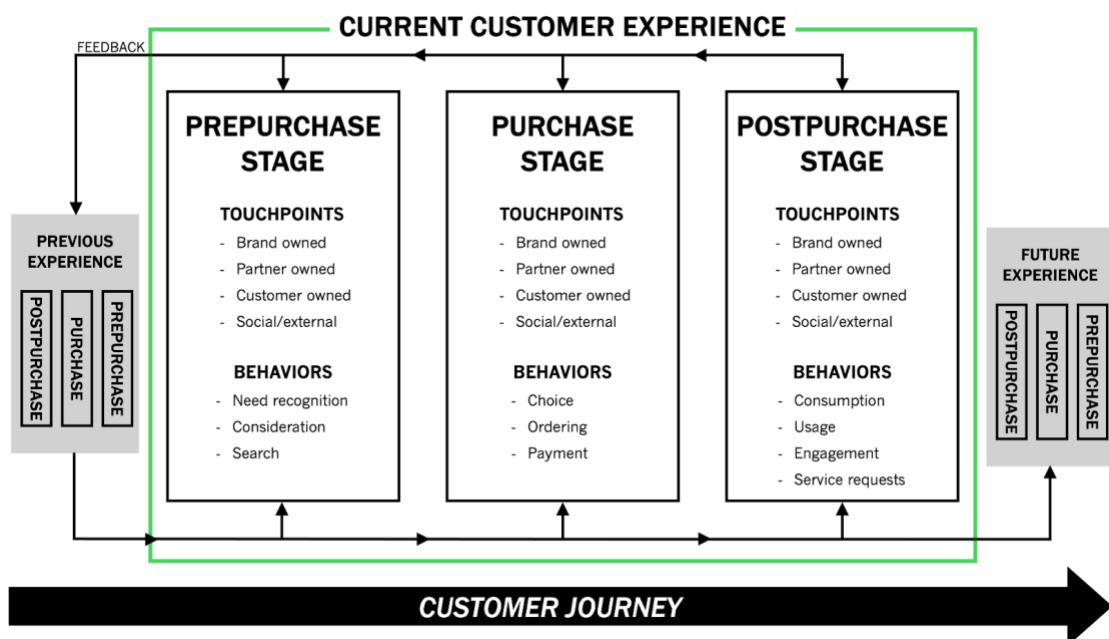 CURRENT CUSTOMER EXPERIENCE
FEEDBACK
PREVIOUS
EXPERIENCE
POSTPURCHASE
PURCHASE
PREPURCHASE
PREPURCHASE
STAGE
TOUCHPOINTS
- Brand owned
- Partner owned
- Customer owned
- Social/external
BEHAVIORS
- Need recognition
- Consideration
- Search
PURCHASE
STAGE
TOUCHPOINTS
- Brand owned
- Partner owned
- Customer owned
- Social/external
BEHAVIORS
- Choice
- Ordering
- Payment
POSTPURCHASE
STAGE
TOUCHPOINTS
- Brand owned
- Partner owned
- Customer owned
- Social/external
BEHAVIORS
- Consumption
- Usage
- Engagement
- Service requests
FUTURE
EXPERIENCE
POSTPURCHASE
PURCHASE
PREPURCHASE
CUSTOMER JOURNEY